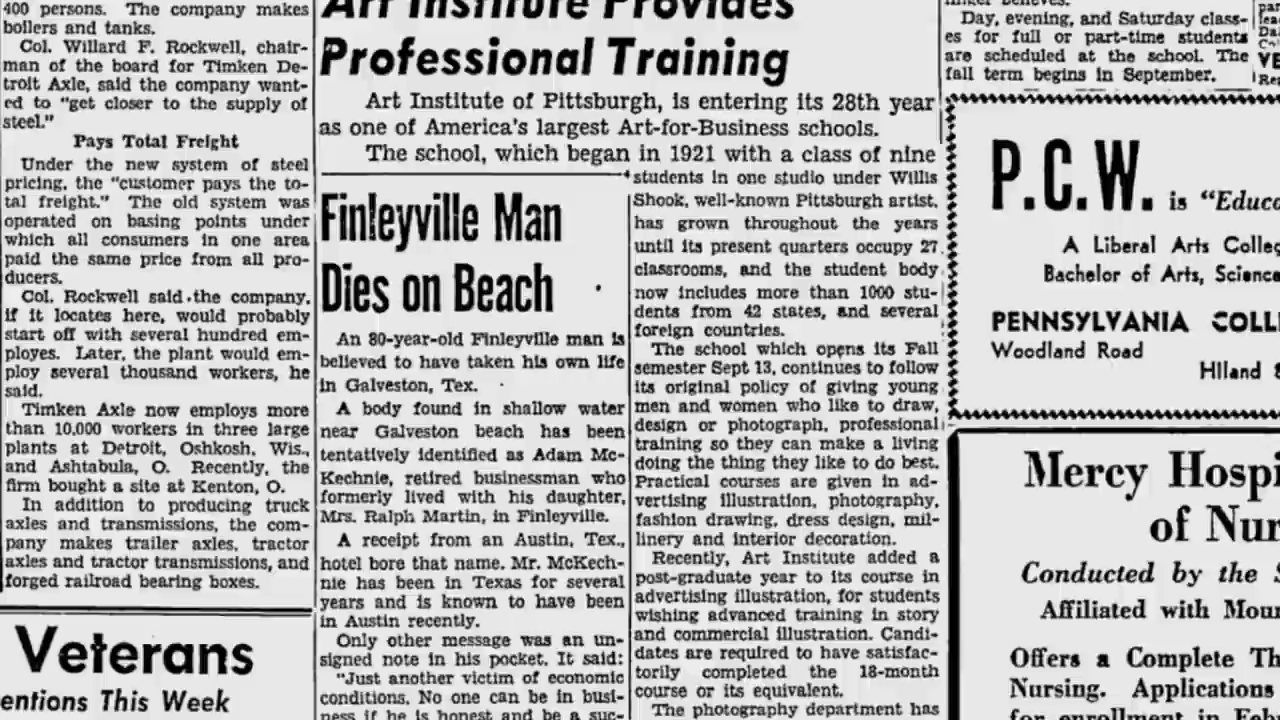 400 persons. The company makes
boilers and tanks.
Col. Willard F. Rockwell, chair-
man of the board for Timken De-
troit Axle, said the company want-
ed to "get closer to the supply of
steel."
Pays Total Freight
Under the new system of steel
pricing, the "customer pays the to-
tal freight." The old system was
operated on basing points under
which all consumers in one area
paid the same price from all pro-
ducers.
Col. Rockwell said the company,
if it locates here, would probably
start off with several hundred em-
ployes. Later, the plant would em-
ploy several thousand workers, he
said.
Timken Axle now employs more
than 10,000 workers in three large
plants at Detroit, Oshkosh, Wis.,
and Ashtabula, O. Recently, the
firm bought a site at Kenton, O.
In addition to producing truck
axles and transmissions, the com-
pany makes trailer axles, tractor
axles and tractor transmissions, and
forged railroad bearing boxes.
Veterans
entions This Week
Art Institute Provides
Professional Training
Art Institute of Pittsburgh, is entering its 28th year
as one of America's largest Art-for-Business schools.
The school, which began in 1921 with a class of nine
students in one studio under Willis
Shook, well-known Pittsburgh artist,
has grown throughout the years
until its present quarters occupy 27
classrooms, and the student body
now includes more than 1000 stu-
dents from 42 states, and several
foreign countries.
The school which opens its Fall
semester Sept 13, continues to follow
its original policy of giving young
men and women who like to draw,
design or photograph, professional
training so they can make a living
doing the thing they like to do best.
Practical courses are given in ad-
vertising illustration, photography,
fashion drawing, dress design, mil-
linery and interior decoration.
Recently, Art Institute added a
post-graduate year to its course in
advertising illustration, for students
wishing advanced training in story
and commercial illustration. Candi-
dates are required to have satisfac-
torily completed the 18-month
course or its equivalent.
The photography department has
Finleyville Man
Dies on Beach
An 80-year-old Finleyville man is
believed to have taken his own life
in Galveston, Tex.
A body found in shallow water
near Galveston beach has been
tentatively identified as Adam Mc-
Kechnie, retired businessman who
formerly lived with his daughter,
Mrs. Ralph Martin, in Finleyville.
A receipt from an Austin, Tex.,
hotel bore that name. Mr. McKech-
nie has been in Texas for several
years and is known to have been
in Austin recently.
Only other message was an un-
signed note in his pocket. It said:
"Just another victim of economic
conditions. No one can be in busi-
ness if he is honest and be a suc-
Day, evening, and Saturday class-
es for full or part-time students
are scheduled at the school. The
fall term begins in September.
P.C.W. is "Educa
A Liberal Arts Colleg
Bachelor of Arts, Science
PENNSYLVANIA COLL
Woodland Road
Hiland 
Mercy Hospi
of Nur
Conducted by the S
Affiliated with Moun
Offers a Complete Th
Nursing. Applications
for enrollment in Feb